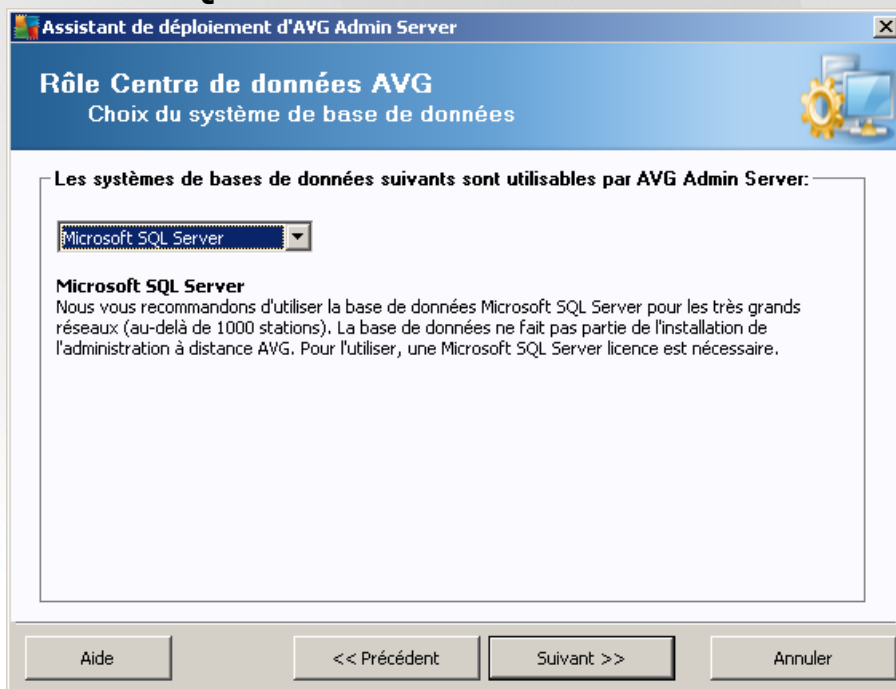 Assistant de déploiement d'AVG Admin Server
Rôle Centre de données AVG
Choix du système de base de données
Les systèmes de bases de données suivants sont utilisables par AVG Admin Server:
Microsoft SQL Server
Microsoft SQL Server
Nous vous recommandons d'utiliser la base de données Microsoft SQL Server pour les très grands
réseaux (au-delà de 1000 stations). La base de données ne fait pas partie de l'installation de
l'administration à distance AVG. Pour l'utiliser, une Microsoft SQL Server licence est nécessaire.
Aide
<< Précédent
Suivant >>
Annuler